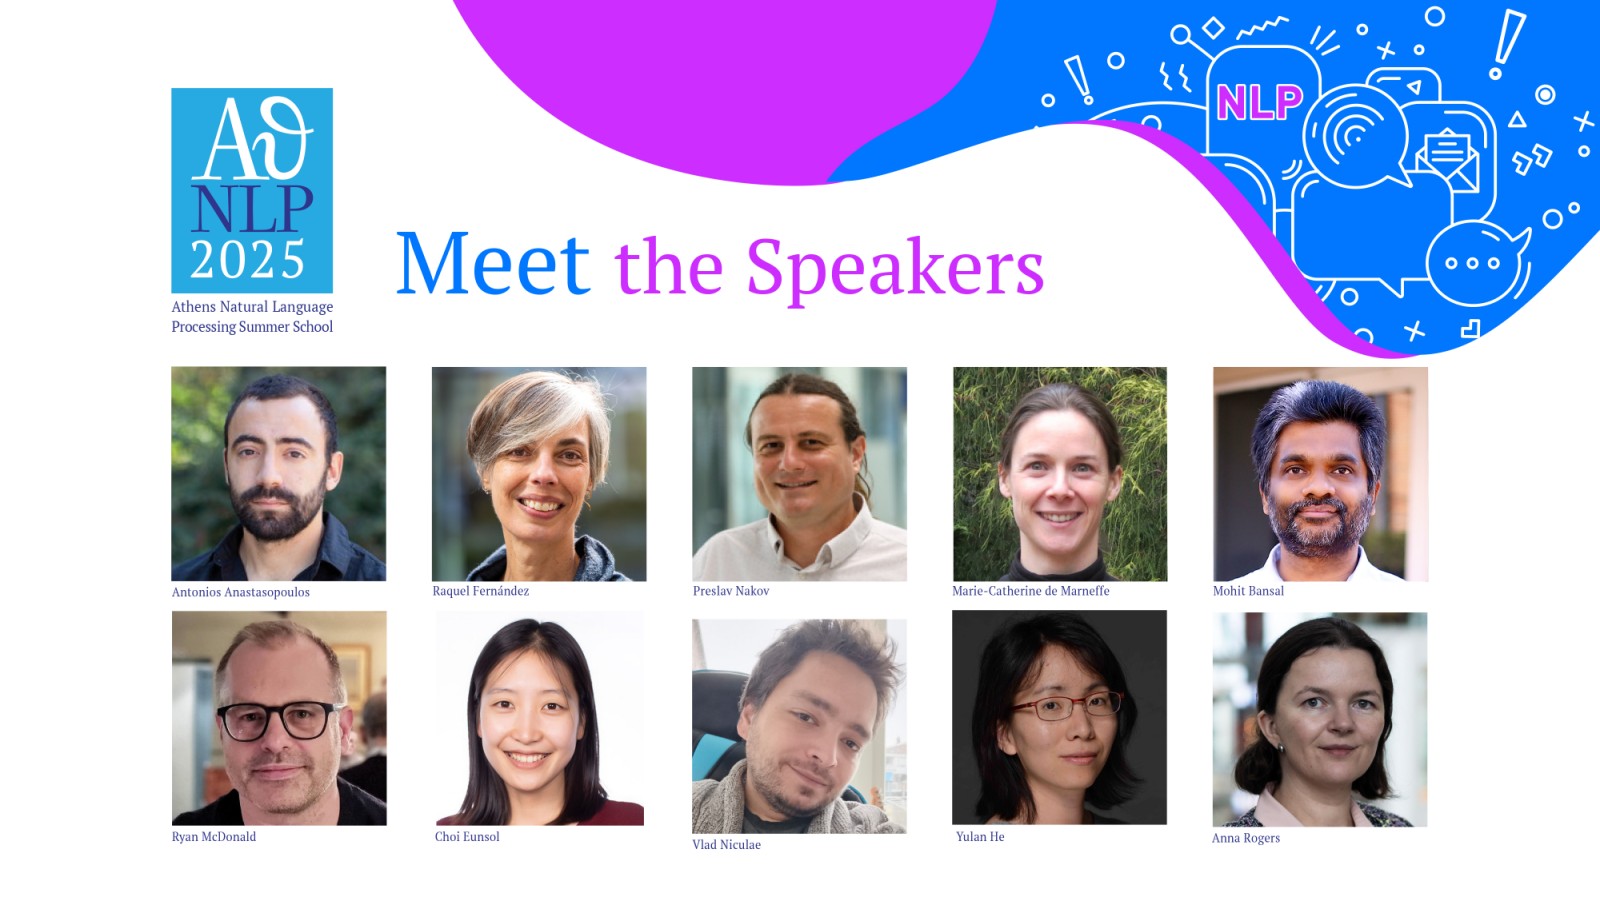 Aθ
NLP
2025
Athens Natural Language
Processing Summer School
NLP
Meet the Speakers
Antonios Anastasopoulos
Raquel Fernández
Preslav Nakov
Marie-Catherine de Marneffe
Mohit Bansal
Ryan McDonald
Choi Eunsol
Vlad Niculae
Yulan He
Anna Rogers